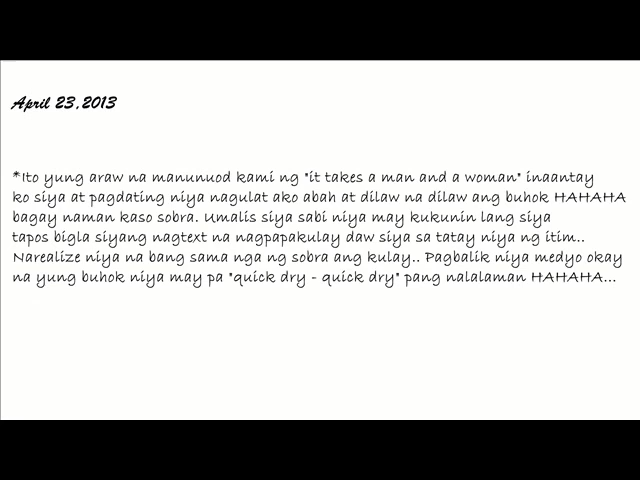 April 23, 2013
*Ito yung araw na manunuod kami ng "it takes a man and a woman" inaantay
ko siya at pagdating niya nagulat ako abah at dilaw na dilaw ang buhok HAHAHA
bagay naman kaso sobra. Umalis siya sabi niya may kukunin lang siya
tapos bigla siyang nagtext na nagpapakulay daw siya sa tatay niya ng itim..
Narealize niya na bang sama nga ng sobra ang kulay.. Pagbalik niya medyo okay
na yung buhok niya may pa "quick dry - quick dry" pang nalalaman HAHAHA...